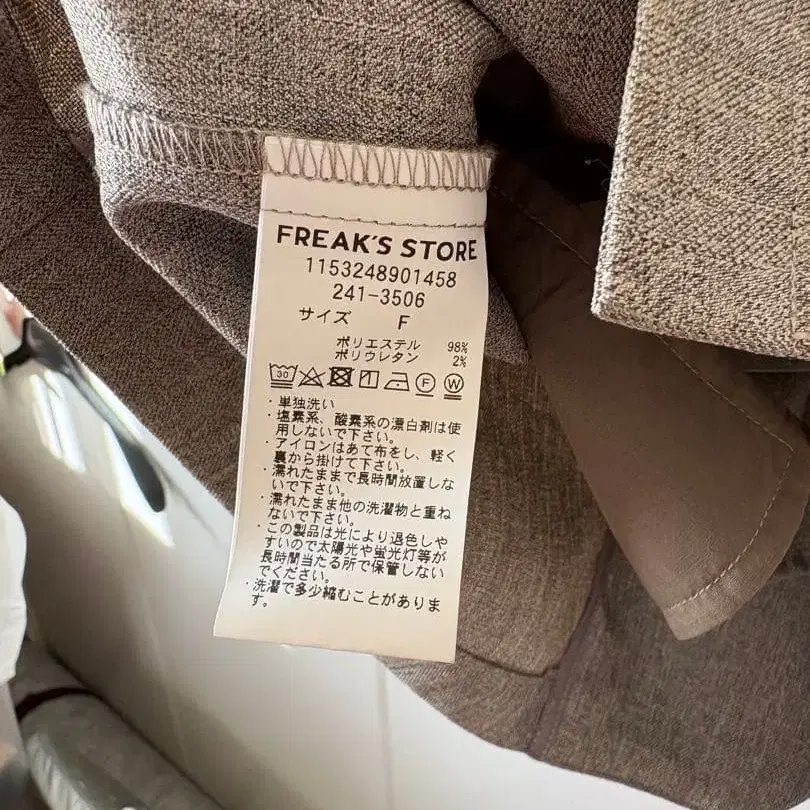 FREAK'S STORE
1153248901458
241-3506
サイズ F
ポリエステル 98%
ポリウレタン 2%
30 F W
・単独洗い
・塩素系、酸素系の漂白剤は使
用しないで下さい。
・アイロンはあて布をし、軽く
裏から掛けて下さい。
・濡れたままで長時間放置しな
いで下さい。
・濡れたまま他の洗濯物と重ね
ないで下さい。
・この製品は光により退色しや
すいので太陽光や蛍光灯等が
長時間当たる所で保管しない
でください。
・洗濯で多少縮むことがありま
す。